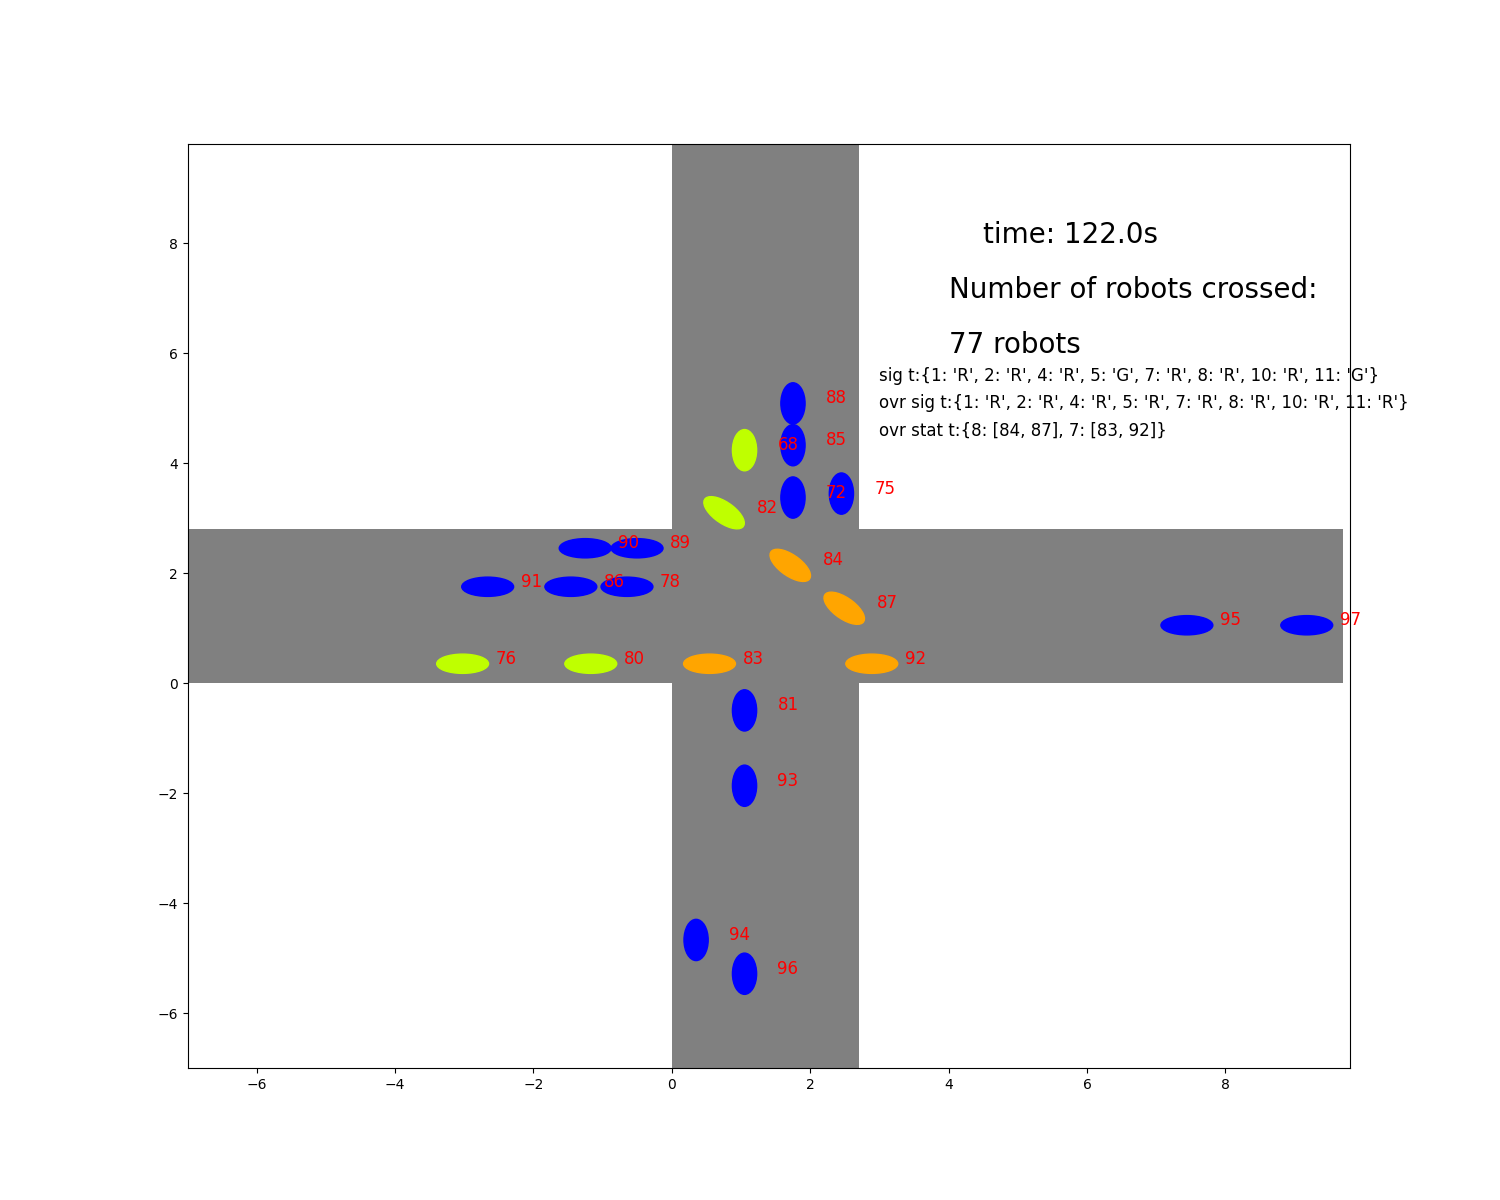 time: 122.0s
Number of robots crossed:
77 robots
sig t:{1: 'R', 2: 'R', 4: 'R', 5: 'G', 7: 'R', 8: 'R', 10: 'R', 11: 'G'}
ovr sig t:{1: 'R', 2: 'R', 4: 'R', 5: 'R', 7: 'R', 8: 'R', 10: 'R', 11: 'R'}
ovr stat t:{8: [84, 87], 7: [83, 92]}
88
68 85
82 72 75
90 89
84
91 86 78
87
95 97
76 80 83 92
81
93
94
96
8
6
4
2
0
−2
−4
−6
−6 −4 −2 0 2 4 6 8